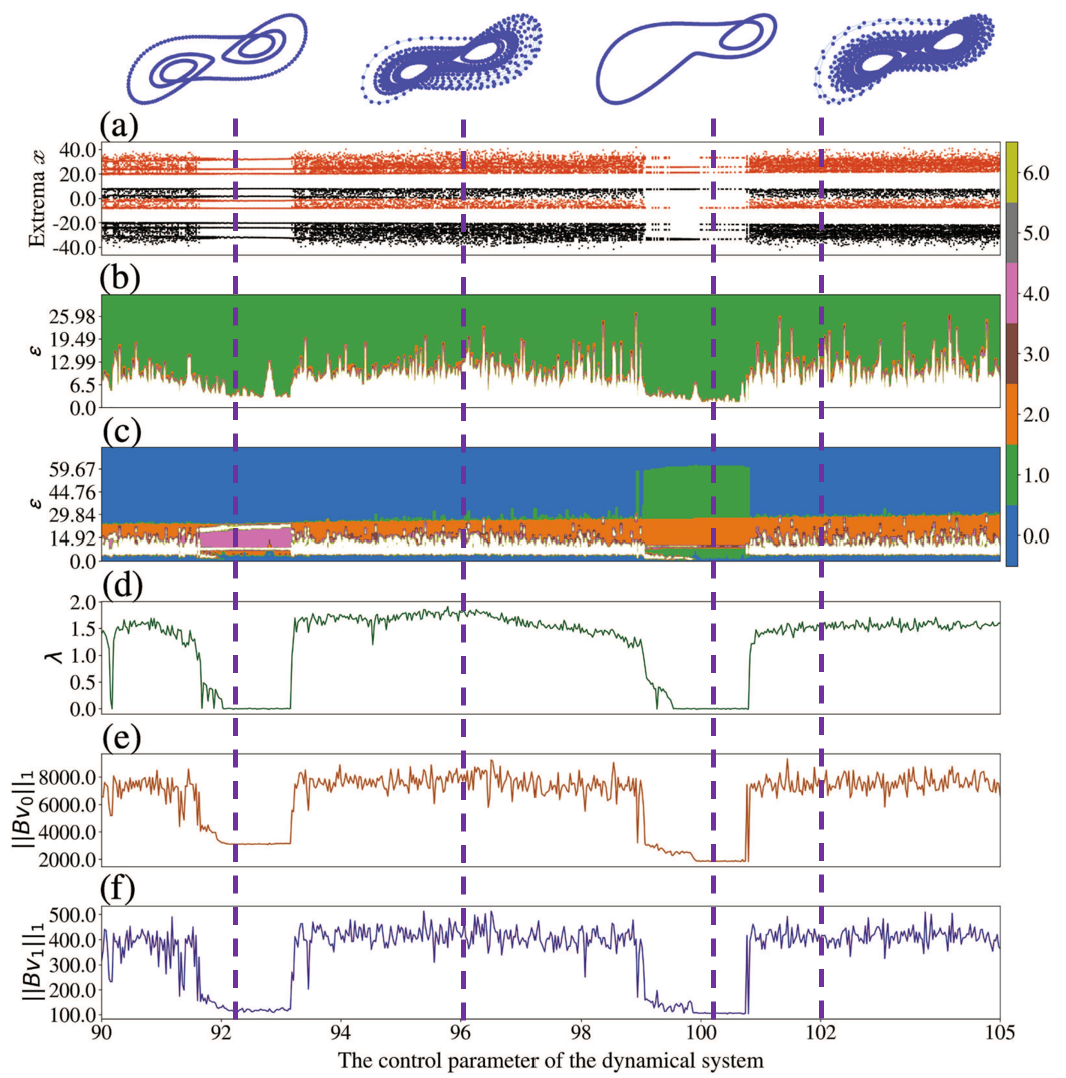 (a)
Extrema x
40.0
20.0
0.0
-20.0
-40.0
(b)
ε
25.98
19.49
12.99
6.5
0.0
(c)
ε
59.67
44.76
29.84
14.92
0.0
6.0
5.0
4.0
3.0
2.0
1.0
0.0
(d)
λ
2.0
1.5
1.0
0.5
0.0
(e)
||Bv₀||₁
8000.0
6000.0
4000.0
2000.0
(f)
||Bv₁||₁
500.0
400.0
300.0
200.0
100.0
90 92 94 96 98 100 102 105
The control parameter of the dynamical system